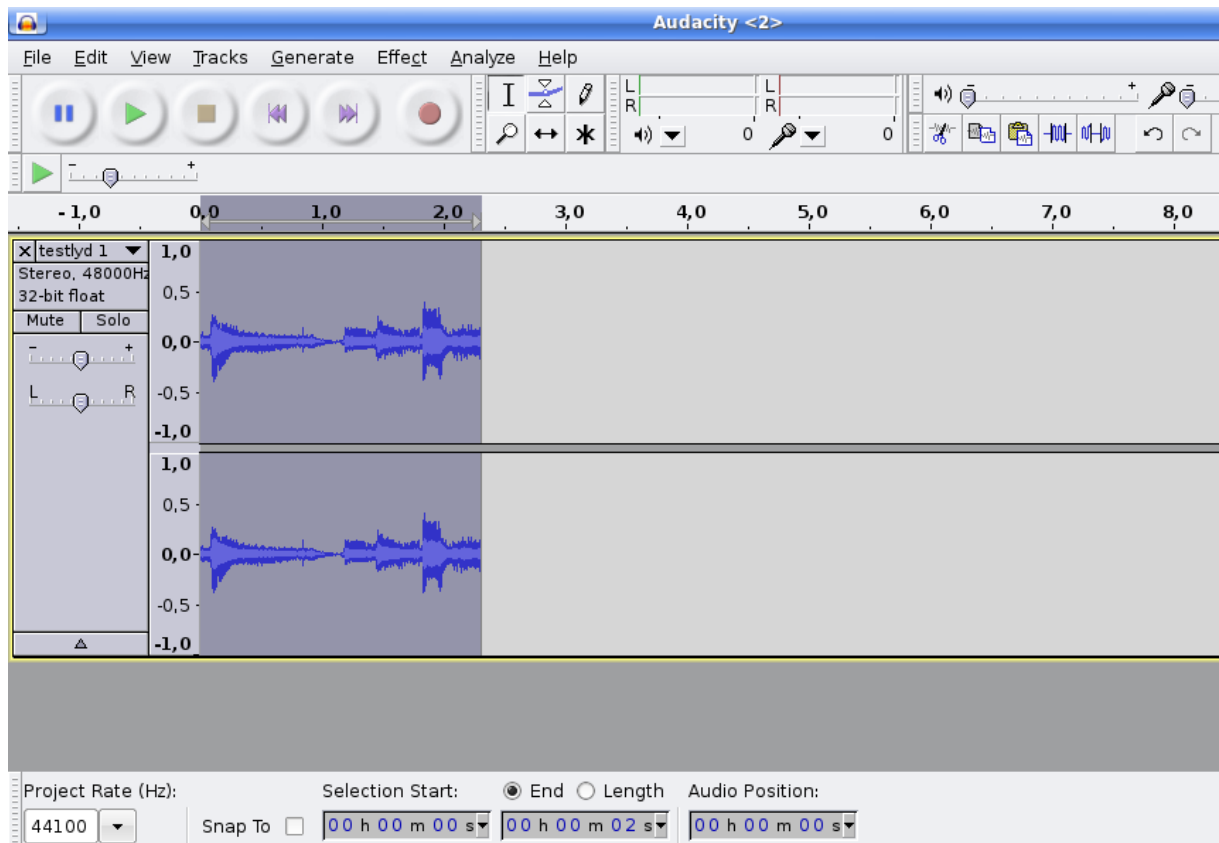 Audacity <2>
File Edit View Tracks Generate Effect Analyze Help
L L
R R
0 0
- +
- 1,0 0,0 1,0 2,0 3,0 4,0 5,0 6,0 7,0 8,0
X testlyd 1
Stereo, 48000Hz
32-bit float
Mute Solo
- +
L R
1,0
0,5
0,0
-0,5
-1,0
1,0
0,5
0,0
-0,5
-1,0
Project Rate (Hz): Selection Start: End Length Audio Position:
44100 Snap To 00 h 00 m 00 s 00 h 00 m 02 s 00 h 00 m 00 s